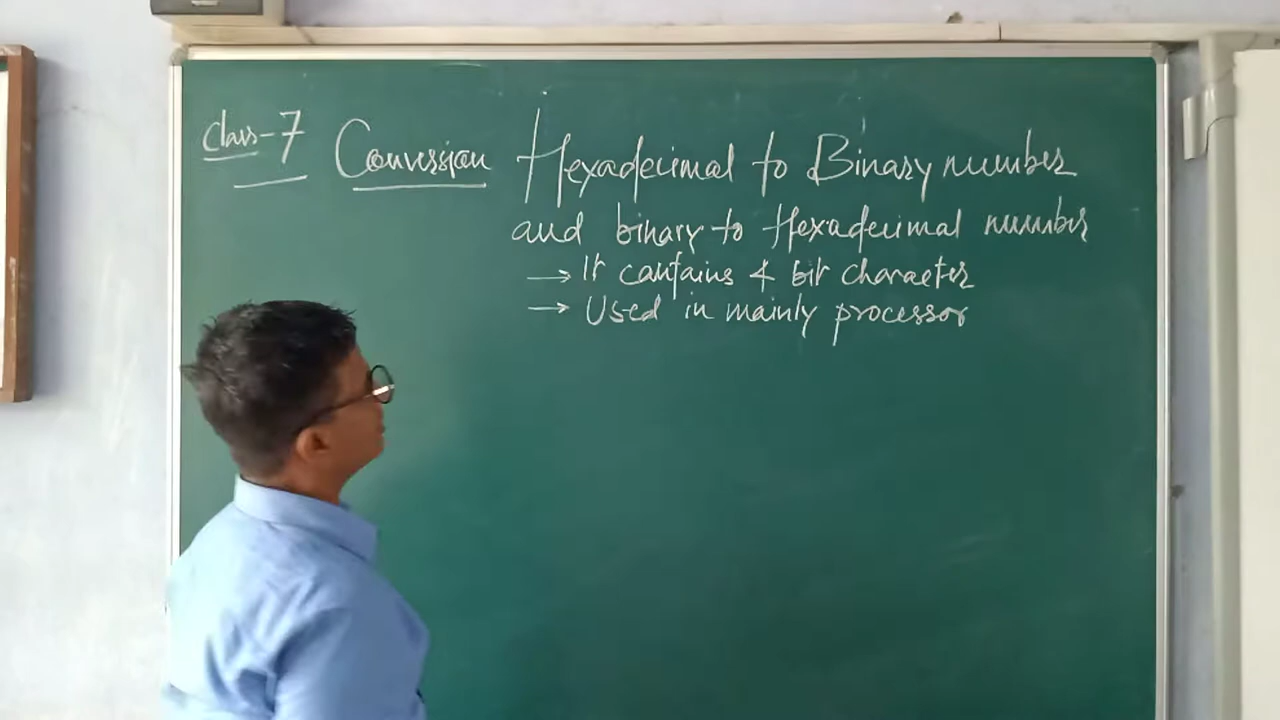 Class-7 Conversion Hexadecimal to Binary number
and binary to Hexadecimal number
→ It contains 4 bit character
→ Used in mainly processor